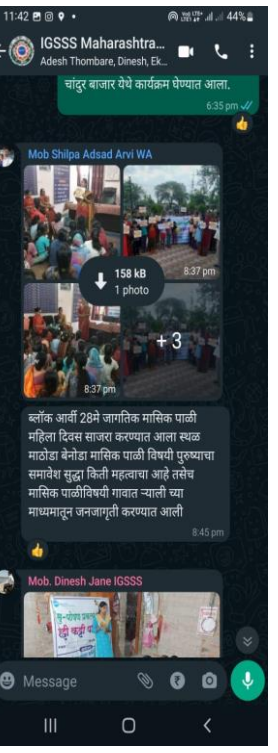 11:42
44%
IGSSS Maharashtra...
Adesh Thombare, Dinesh, Ek...
चांदुर बाजार येथे कार्यक्रम घेण्यात आला.
6:35 pm
Mob Shilpa Adsad Arvi WA
158 kB
1 photo
8:37 pm
+ 3
8:37 pm
ब्लॉक आर्वी 28मे जागतिक मासिक पाळी
महिला दिवस साजरा करण्यात आला स्थळ
माठोडा बेनोडा मासिक पाळी विषयी पुरुष्याचा
समावेश सुद्धा किती महत्वाचा आहे तसेच
मासिक पाळीविषयी गावात ऱ्याली च्या
माध्यमातून जनजागृती करण्यात आली
8:45 pm
Mob. Dinesh Jane IGSSS
Message